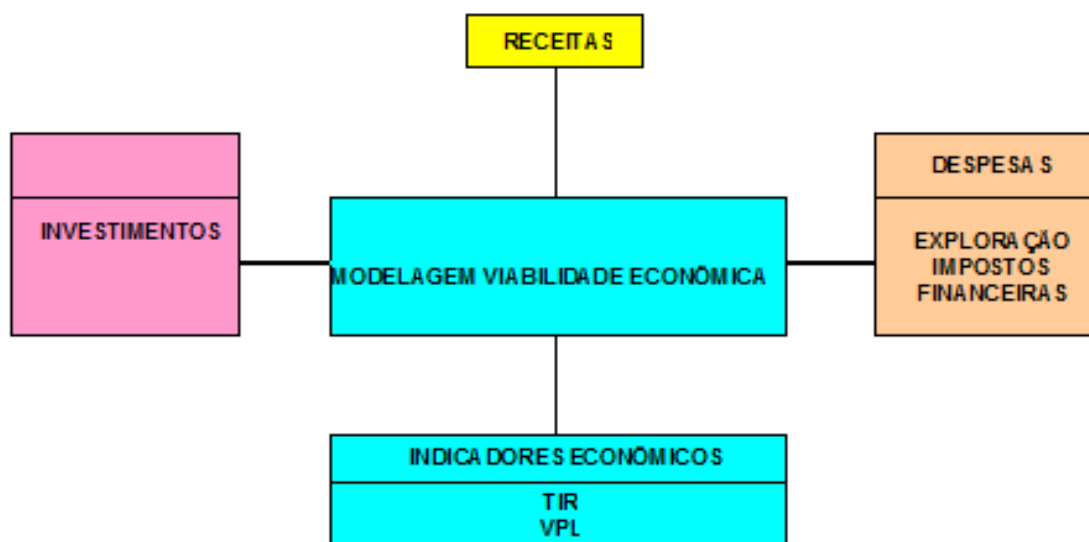 RECEITAS
DESPESAS
INVESTIMENTOS
EXPLORAÇÃO
IMPOSTOS
FINANCEIRAS
MODELAGEM VIABILIDADE ECONÔMICA
INDICADORES ECONÔMICOS
TIR
VPL